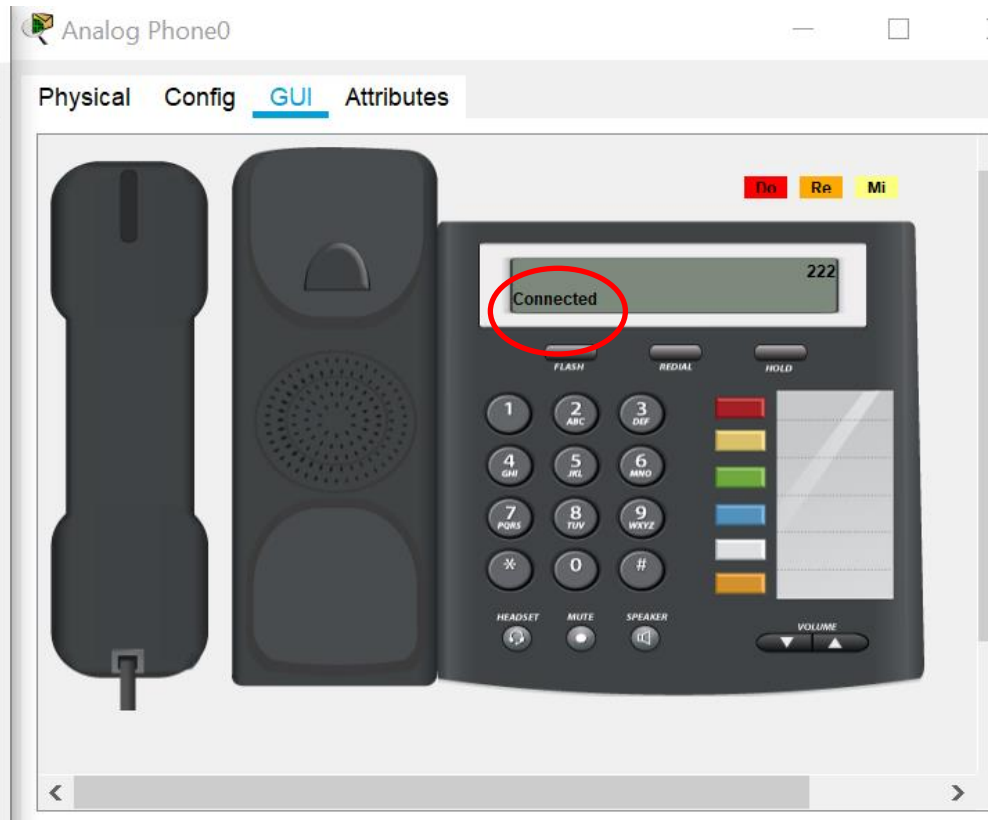 Analog Phone0
Physical Config GUI Attributes
Do Re Mi
222
Connected
FLASH REDIAL HOLD
1 2 3
ABC DEF
4 5 6
GHI JKL MNO
7 8 9
PQRS TUV WXYZ
* 0 #
HEADSET MUTE SPEAKER
VOLUME